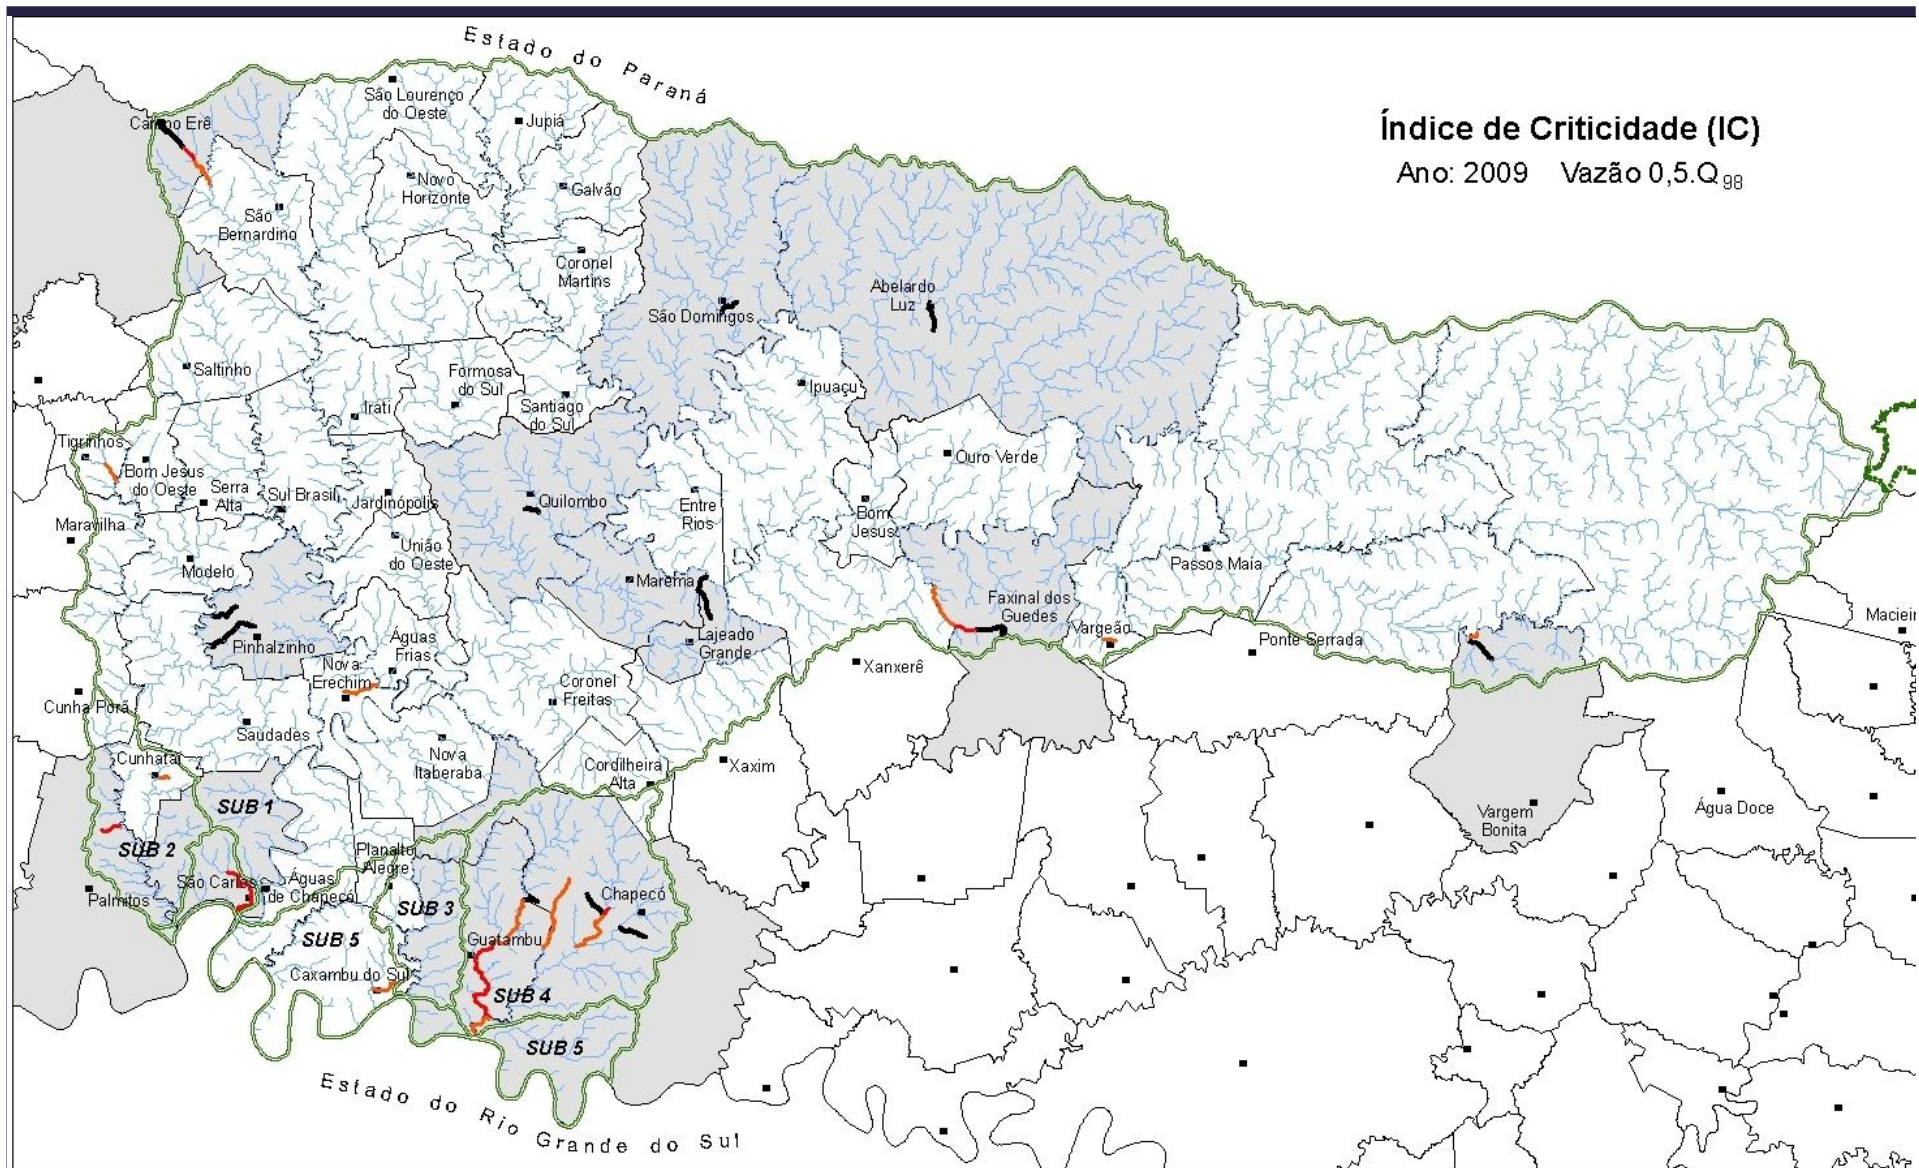 Estado do Paraná
Índice de Criticidade (IC)
Ano: 2009 Vazão 0,5.Q98
Campo Erê
São Lourenço
do Oeste
Jupiá
Novo
Horizonte
Galvão
São
Bernardino
Coronel
Martins
São Domingos
Abelardo
Luz
Saltinho
Formosa
do Sul
Irati
Santiago
do Sul
Ipuaçu
Tigrinhos
Bom Jesus
do Oeste
Serra
Alta
Sul Brasil
Jardinópolis
Quilombo
Entre
Rios
Ouro Verde
Bom
Jesus
Maravilha
União
do Oeste
Modelo
Marema
Passos Maia
Faxinal dos
Guedes
Vargeão
Ponte Serrada
Maciei
Pinhalzinho
Águas
Frias
Nova
Erechim
Lajeado
Grande
Xanxerê
Coronel
Freitas
Cunha Porã
Saudades
Nova
Itaberaba
Cunhataí
Cordilheira
Alta
Xaxim
Vargem
Bonita
Água Doce
SUB 1
SUB 2
Planalto
Alegre
São Carlos
Águas
de Chapecó
Palmitos
SUB 3
Chapecó
Guatambu
SUB 5
Caxambu do Sul
SUB 4
SUB 5
Estado do Rio Grande do Sul